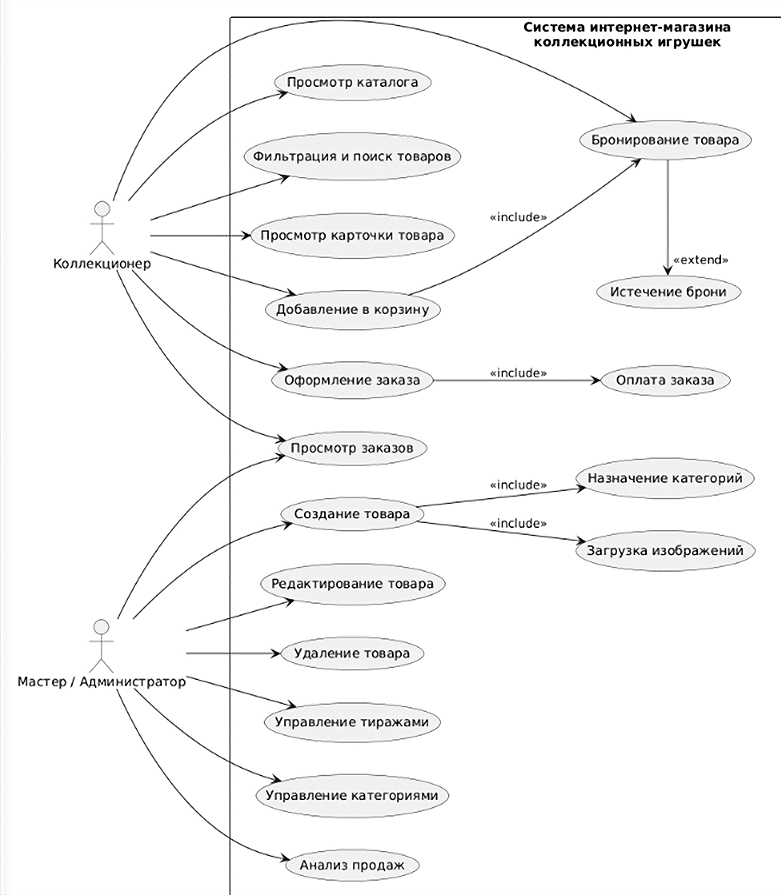 Система интернет-магазина
коллекционных игрушек
Просмотр каталога
Бронирование товара
Фильтрация и поиск товаров
«include»
Просмотр карточки товара
Коллекционер
«extend»
Истечение брони
Добавление в корзину
«include»
Оформление заказа
Оплата заказа
Просмотр заказов
Назначение категорий
«include»
Создание товара
«include»
Загрузка изображений
Редактирование товара
Удаление товара
Мастер / Администратор
Управление тиражами
Управление категориями
Анализ продаж